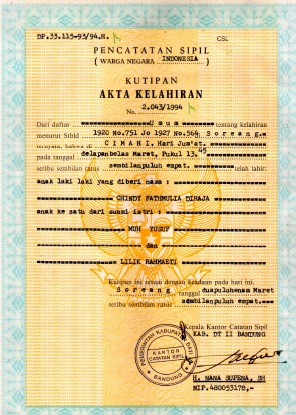 DP.33.115-93/94.H.
CSL
PENCATATAN SIPIL
( WARGA NEGARA INDONESIA )
KUTIPAN
AKTA KELAHIRAN
No. 2.043/1994
Dari daftar Umum tentang kelahiran
menurut Stbld 1920 No.751 Jo 1927 No.564 Soreang.
ternyata, bahwa di CIMAHI. Hari Jum'at.
pada tanggal delapanbelas Maret, Pukul 13.45
seribu sembilan ratus sembilanpuluh empat. telah lahir:
anak laki laki yang diberi nama :
GHINDY FATHMULIA DIRAJA
anak ke satu dari suami istri :
MUH YUSUF
dan
LILIK RAHMAETI
Kutipan ini sesuai dengan keadaan pada hari ini.
Soreang tanggal duapuluhenam Maret
seribu sembilan ratus sembilanpuluh empat.
Kepala Kantor Catatan Sipil
KAB. DT II BANDUNG
PEMERINTAH KABUPATEN DATI II
KANTOR
CATATAN SIPIL
BANDUNG
H. NANA SUPENA, SH
NIP.480053178,-